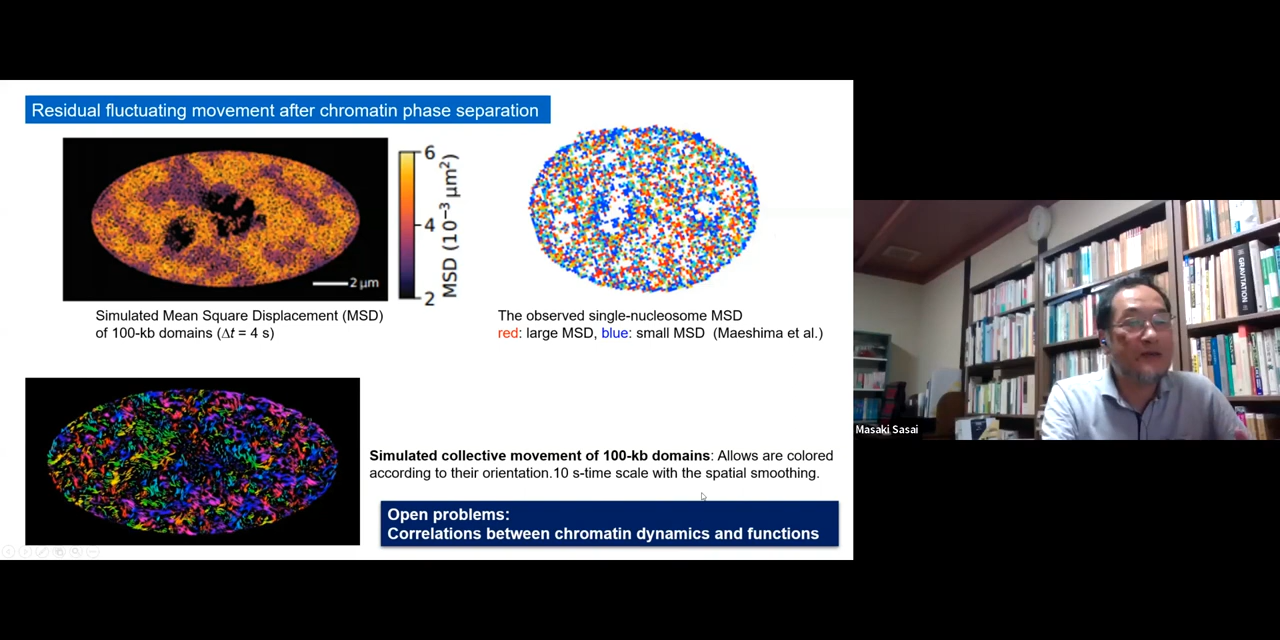 Residual fluctuating movement after chromatin phase separation
6
4
2
MSD (10⁻³ μm²)
2 μm
Simulated Mean Square Displacement (MSD)
of 100-kb domains (Δt = 4 s)
The observed single-nucleosome MSD
red: large MSD, blue: small MSD (Maeshima et al.)
Simulated collective movement of 100-kb domains: Allows are colored
according to their orientation.10 s-time scale with the spatial smoothing.
Open problems:
Correlations between chromatin dynamics and functions
GRAVITATION
Masaki Sasai